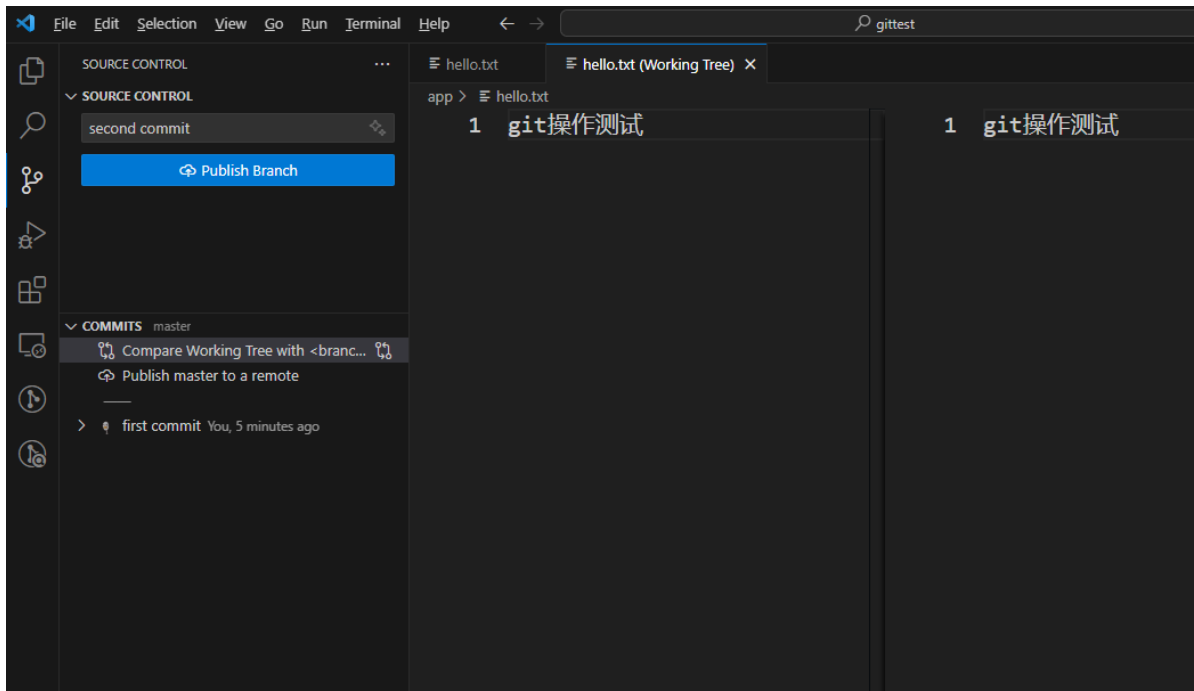 File Edit Selection View Go Run Terminal Help ← → gittest
SOURCE CONTROL ...
SOURCE CONTROL
second commit
Publish Branch
COMMITS master
Compare Working Tree with <branc...
Publish master to a remote
first commit You, 5 minutes ago
hello.txt
hello.txt (Working Tree)
app > hello.txt
1 git操作测试
1 git操作测试